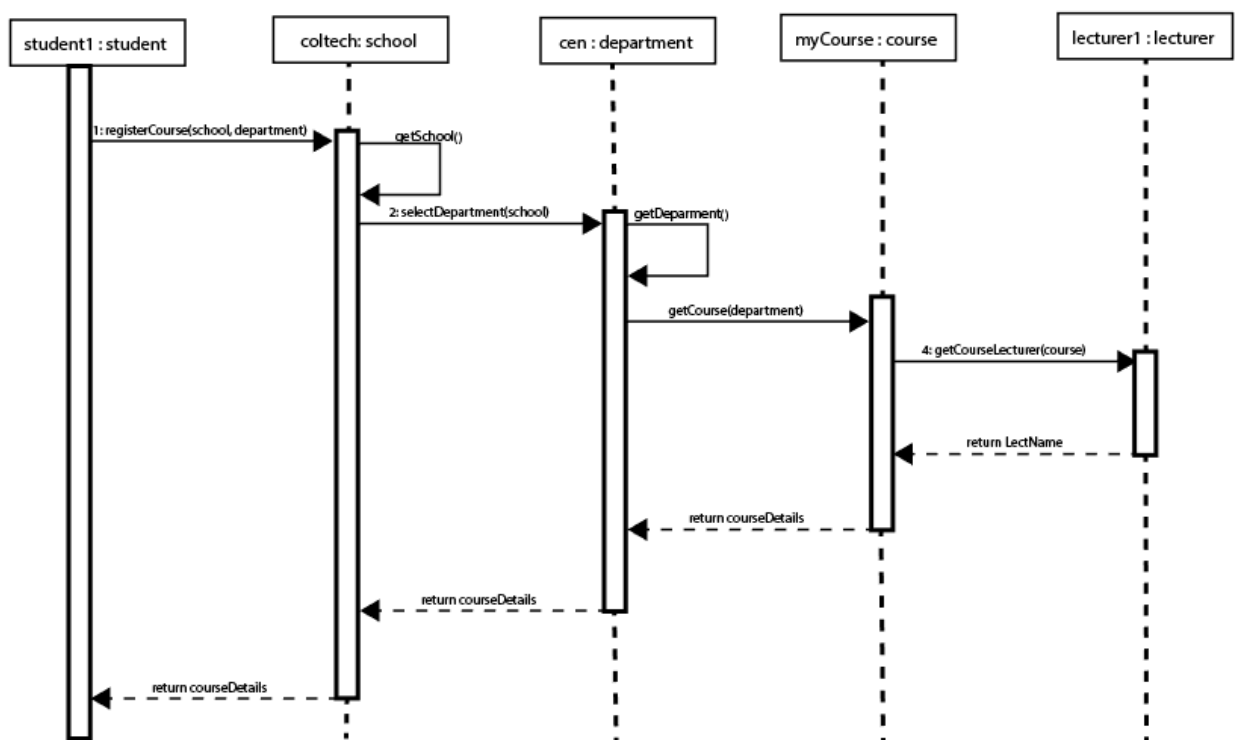 student1 : student
coltech: school
cen : department
myCourse : course
lecturer1 : lecturer
1: registerCourse(school, department)
getSchool()
2: selectDepartment(school)
getDeparment()
getCourse(department)
4: getCourseLecturer(course)
return LectName
return courseDetails
return courseDetails
return courseDetails